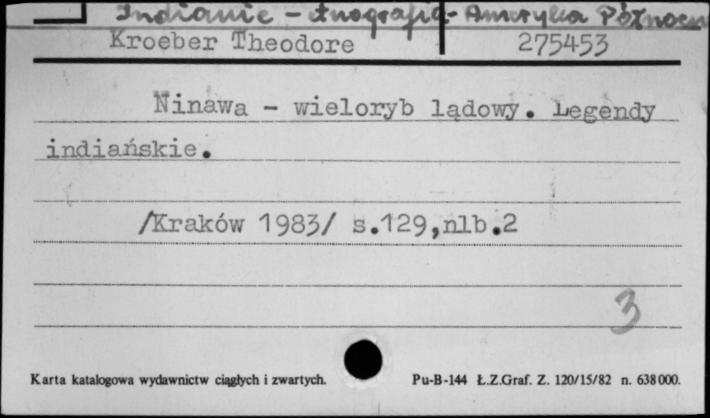 Indianie - Etnografia - Ameryka Północn
Kroeber Theodore 275453
Ninawa - wieloryb lądowy. Legendy
indiańskie.
/Kraków 1983/ s.129,nlb.2
3
Karta katalogowa wydawnictw ciągłych i zwartych. Pu-B-144 Ł.Z.Graf. Z. 120/15/82 n. 638000.